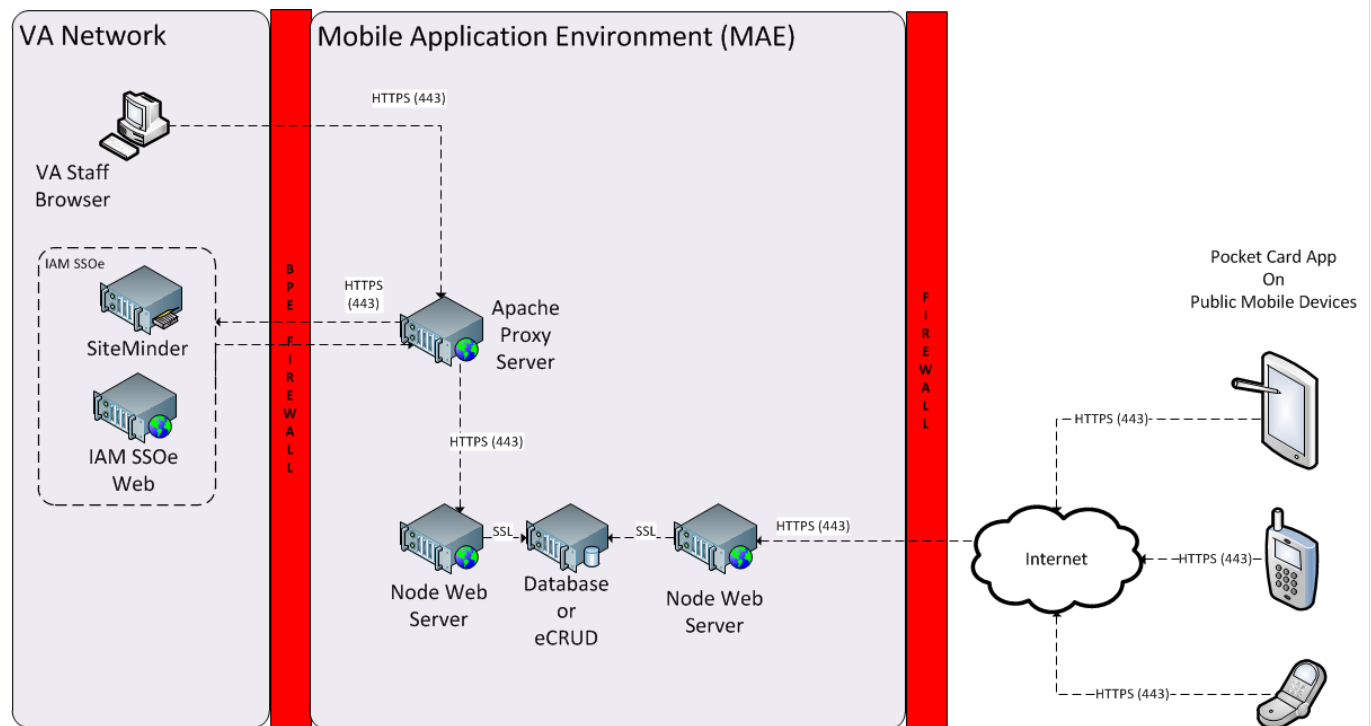 VA Network
Mobile Application Environment (MAE)
HTTPS (443)
VA Staff
Browser
IAM SSOe
SiteMinder
IAM SSOe
Web
B
P
E
F
I
R
E
W
A
L
L
HTTPS
(443)
Apache
Proxy
Server
HTTPS (443)
SSL
SSL
Node Web
Server
Database
or
eCRUD
Node Web
Server
HTTPS (443)
F
I
R
E
W
A
L
L
Pocket Card App
On
Public Mobile Devices
HTTPS (443)
Internet
HTTPS (443)
HTTPS (443)